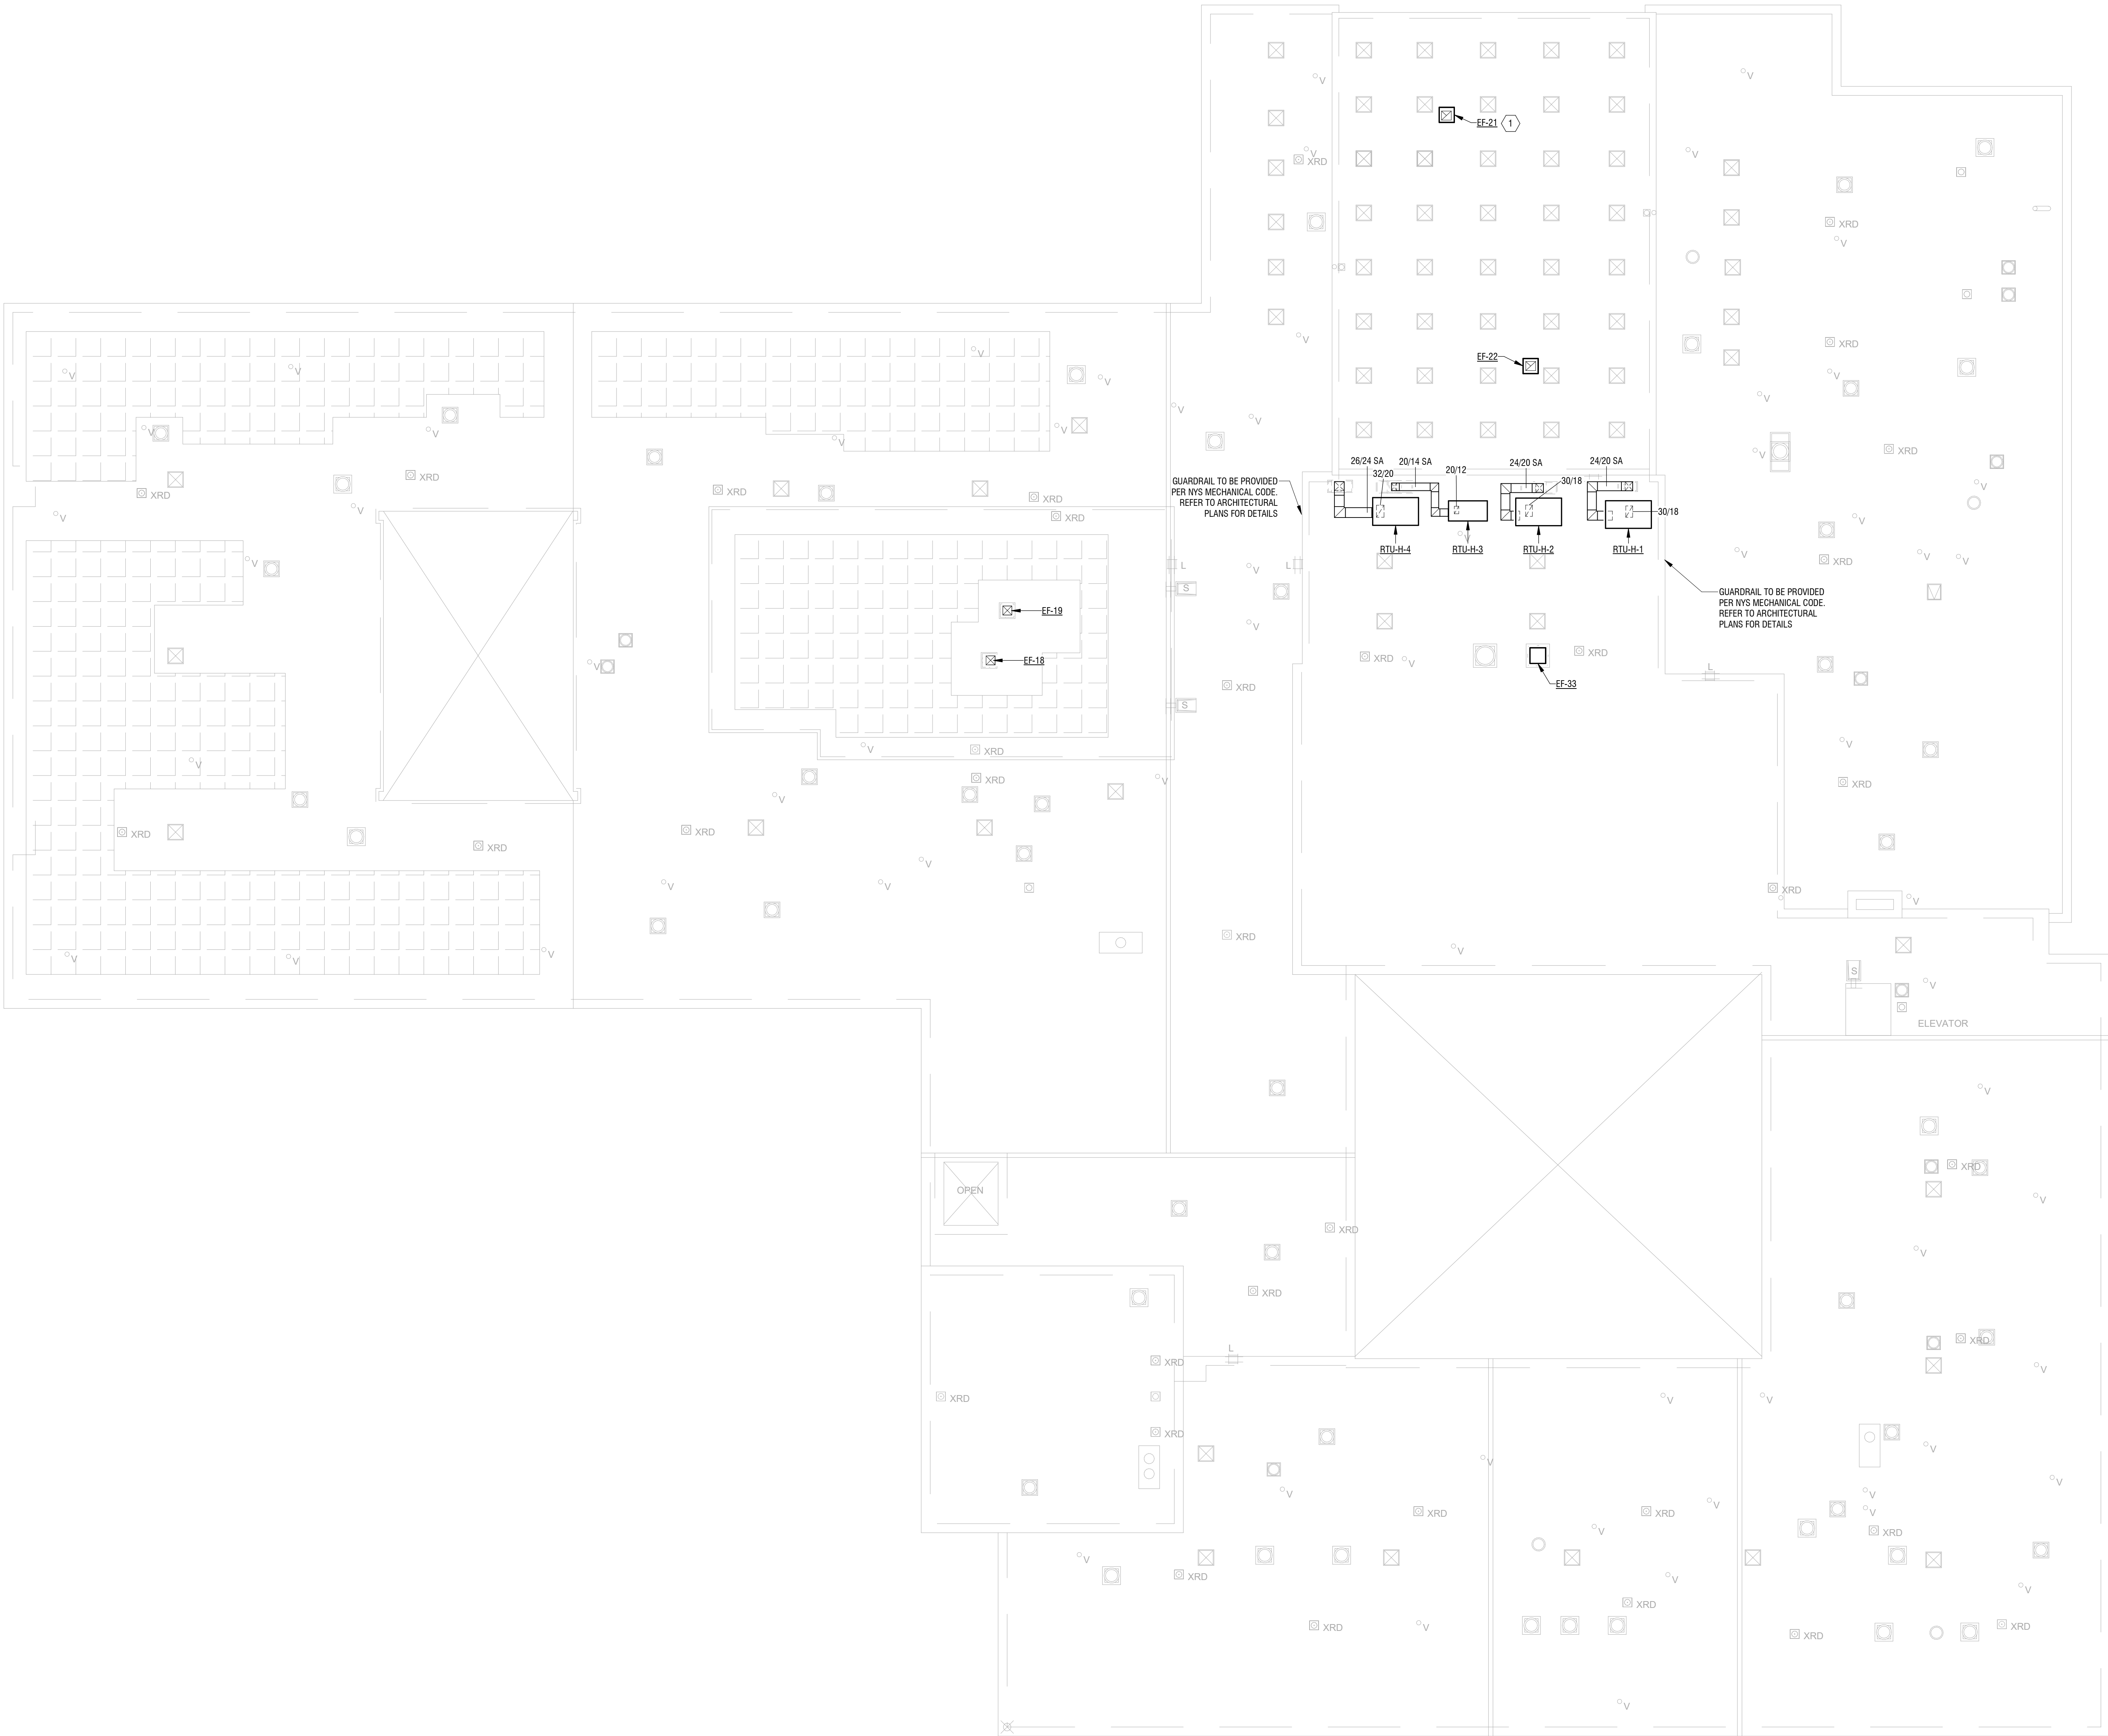 V
V
EF-21
1
V
V
XRD
XRD
V
V
XRD
EF-22
V
V
V
V
V
V
V
V
V
V
V
V
V
XRD
26/24 SA
20/14 SA
20/12
24/20 SA
24/20 SA
32/20
30/18
30/18
GUARDRAIL TO BE PROVIDED
PER NYS MECHANICAL CODE.
REFER TO ARCHITECTURAL
PLANS FOR DETAILS
XRD
XRD
XRD
XRD
XRD
V
V
V
V
RTU-H-4
RTU-H-3
RTU-H-2
RTU-H-1
V
V
V
V
XRD
V
L
L
V
S
GUARDRAIL TO BE PROVIDED
PER NYS MECHANICAL CODE.
REFER TO ARCHITECTURAL
PLANS FOR DETAILS
EF-19
V
V
EF-18
XRD
V
XRD
L
XRD
EF-33
S
V
V
XRD
V
XRD
V
V
XRD
XRD
XRD
XRD
V
V
V
XRD
V
XRD
V
V
V
V
V
S
V
ELEVATOR
V
OPEN
XRD
V
XRD
V
XRD
XRD
L
XRD
XRD
V
V
V
XRD
V
V
V
V
V
XRD
XRD
V
V
V
XRD
V
XRD
V
V
XRD
XRD
V
XRD
XRD
V